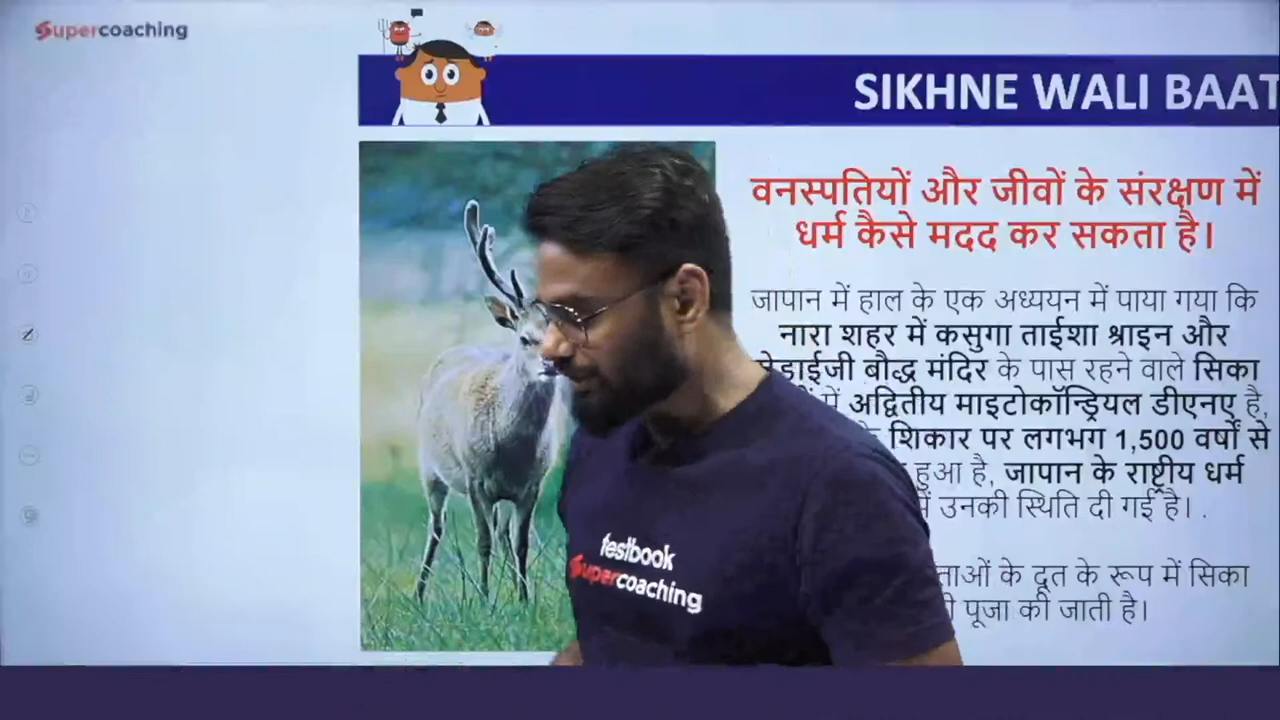 Supercoaching
SIKHNE WALI BAAT
वनस्पतियों और जीवों के संरक्षण में
धर्म कैसे मदद कर सकता है।
जापान में हाल के एक अध्ययन में पाया गया कि
नारा शहर में कसुगा ताईशा श्राइन और
बौद्ध मंदिर के पास रहने वाले सिका
में अद्वितीय माइटोकॉन्ड्रियल डीएनए है,
शिकार पर लगभग 1,500 वर्षों से
हुआ है, जापान के राष्ट्रीय धर्म
में उनकी स्थिति दी गई है। .
के दूत के रूप में सिका
पूजा की जाती है।
testbook
Supercoaching